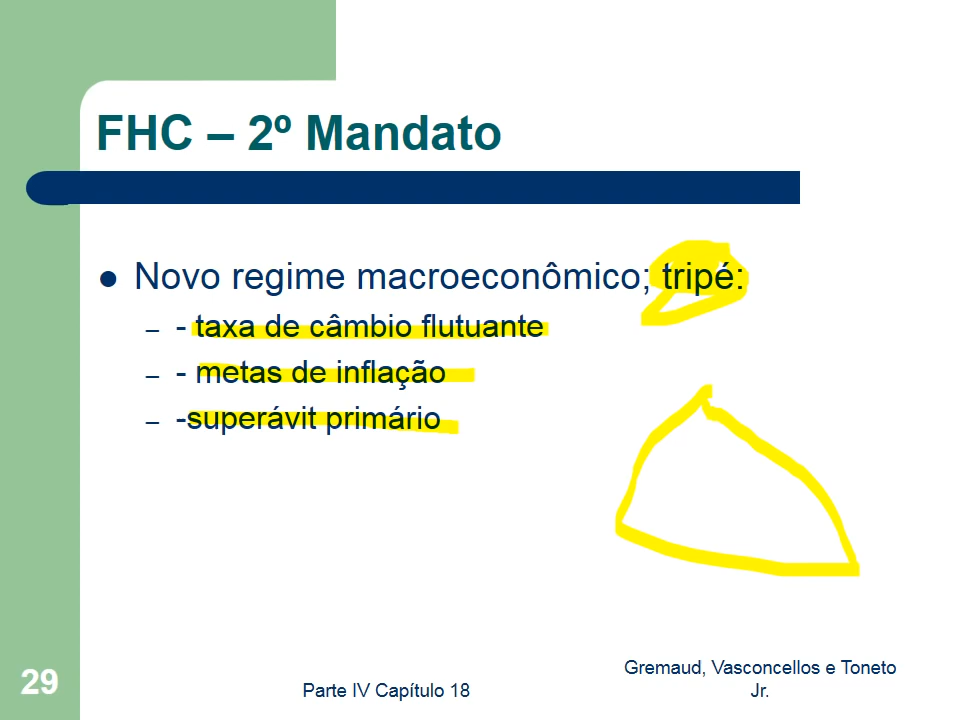 FHC – 2º Mandato
Novo regime macroeconômico; tripé:
– - taxa de câmbio flutuante
– - metas de inflação
– -superávit primário
29
Parte IV Capítulo 18
Gremaud, Vasconcellos e Toneto
Jr.